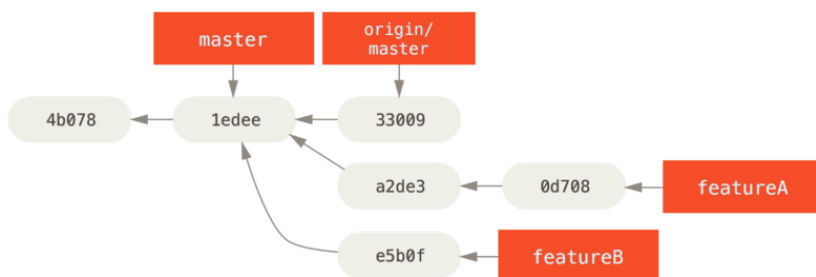 master
origin/
master
4b078
1edee
33009
a2de3
0d708
featureA
e5b0f
featureB